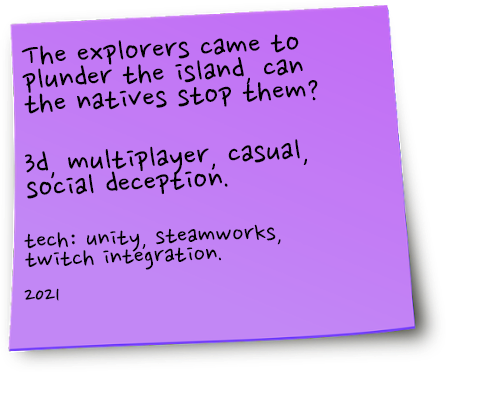 The explorers came to
plunder the island, can
the natives stop them?
3d, multiplayer, casual,
social deception.
tech: unity, steamworks,
twitch integration.
2021